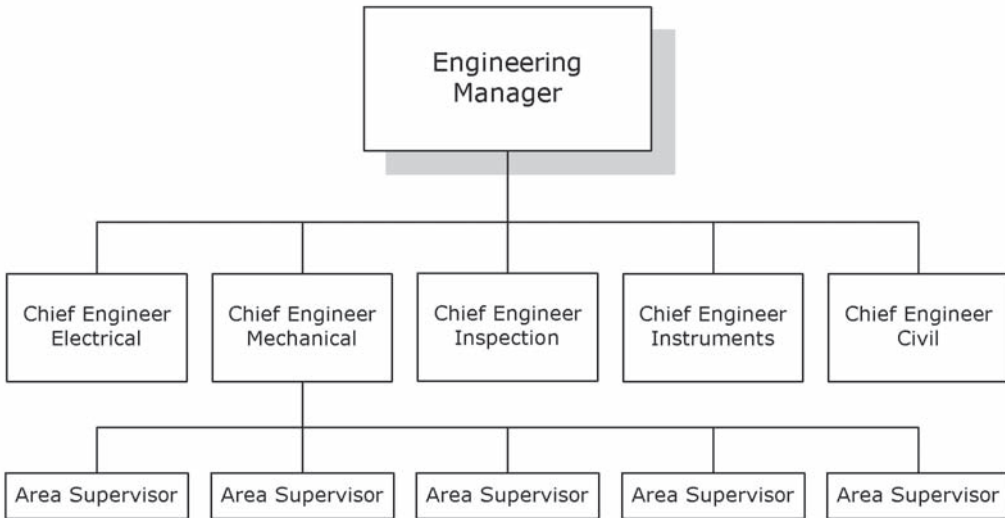 Engineering
Manager
Chief Engineer
Electrical
Chief Engineer
Mechanical
Chief Engineer
Inspection
Chief Engineer
Instruments
Chief Engineer
Civil
Area Supervisor
Area Supervisor
Area Supervisor
Area Supervisor
Area Supervisor